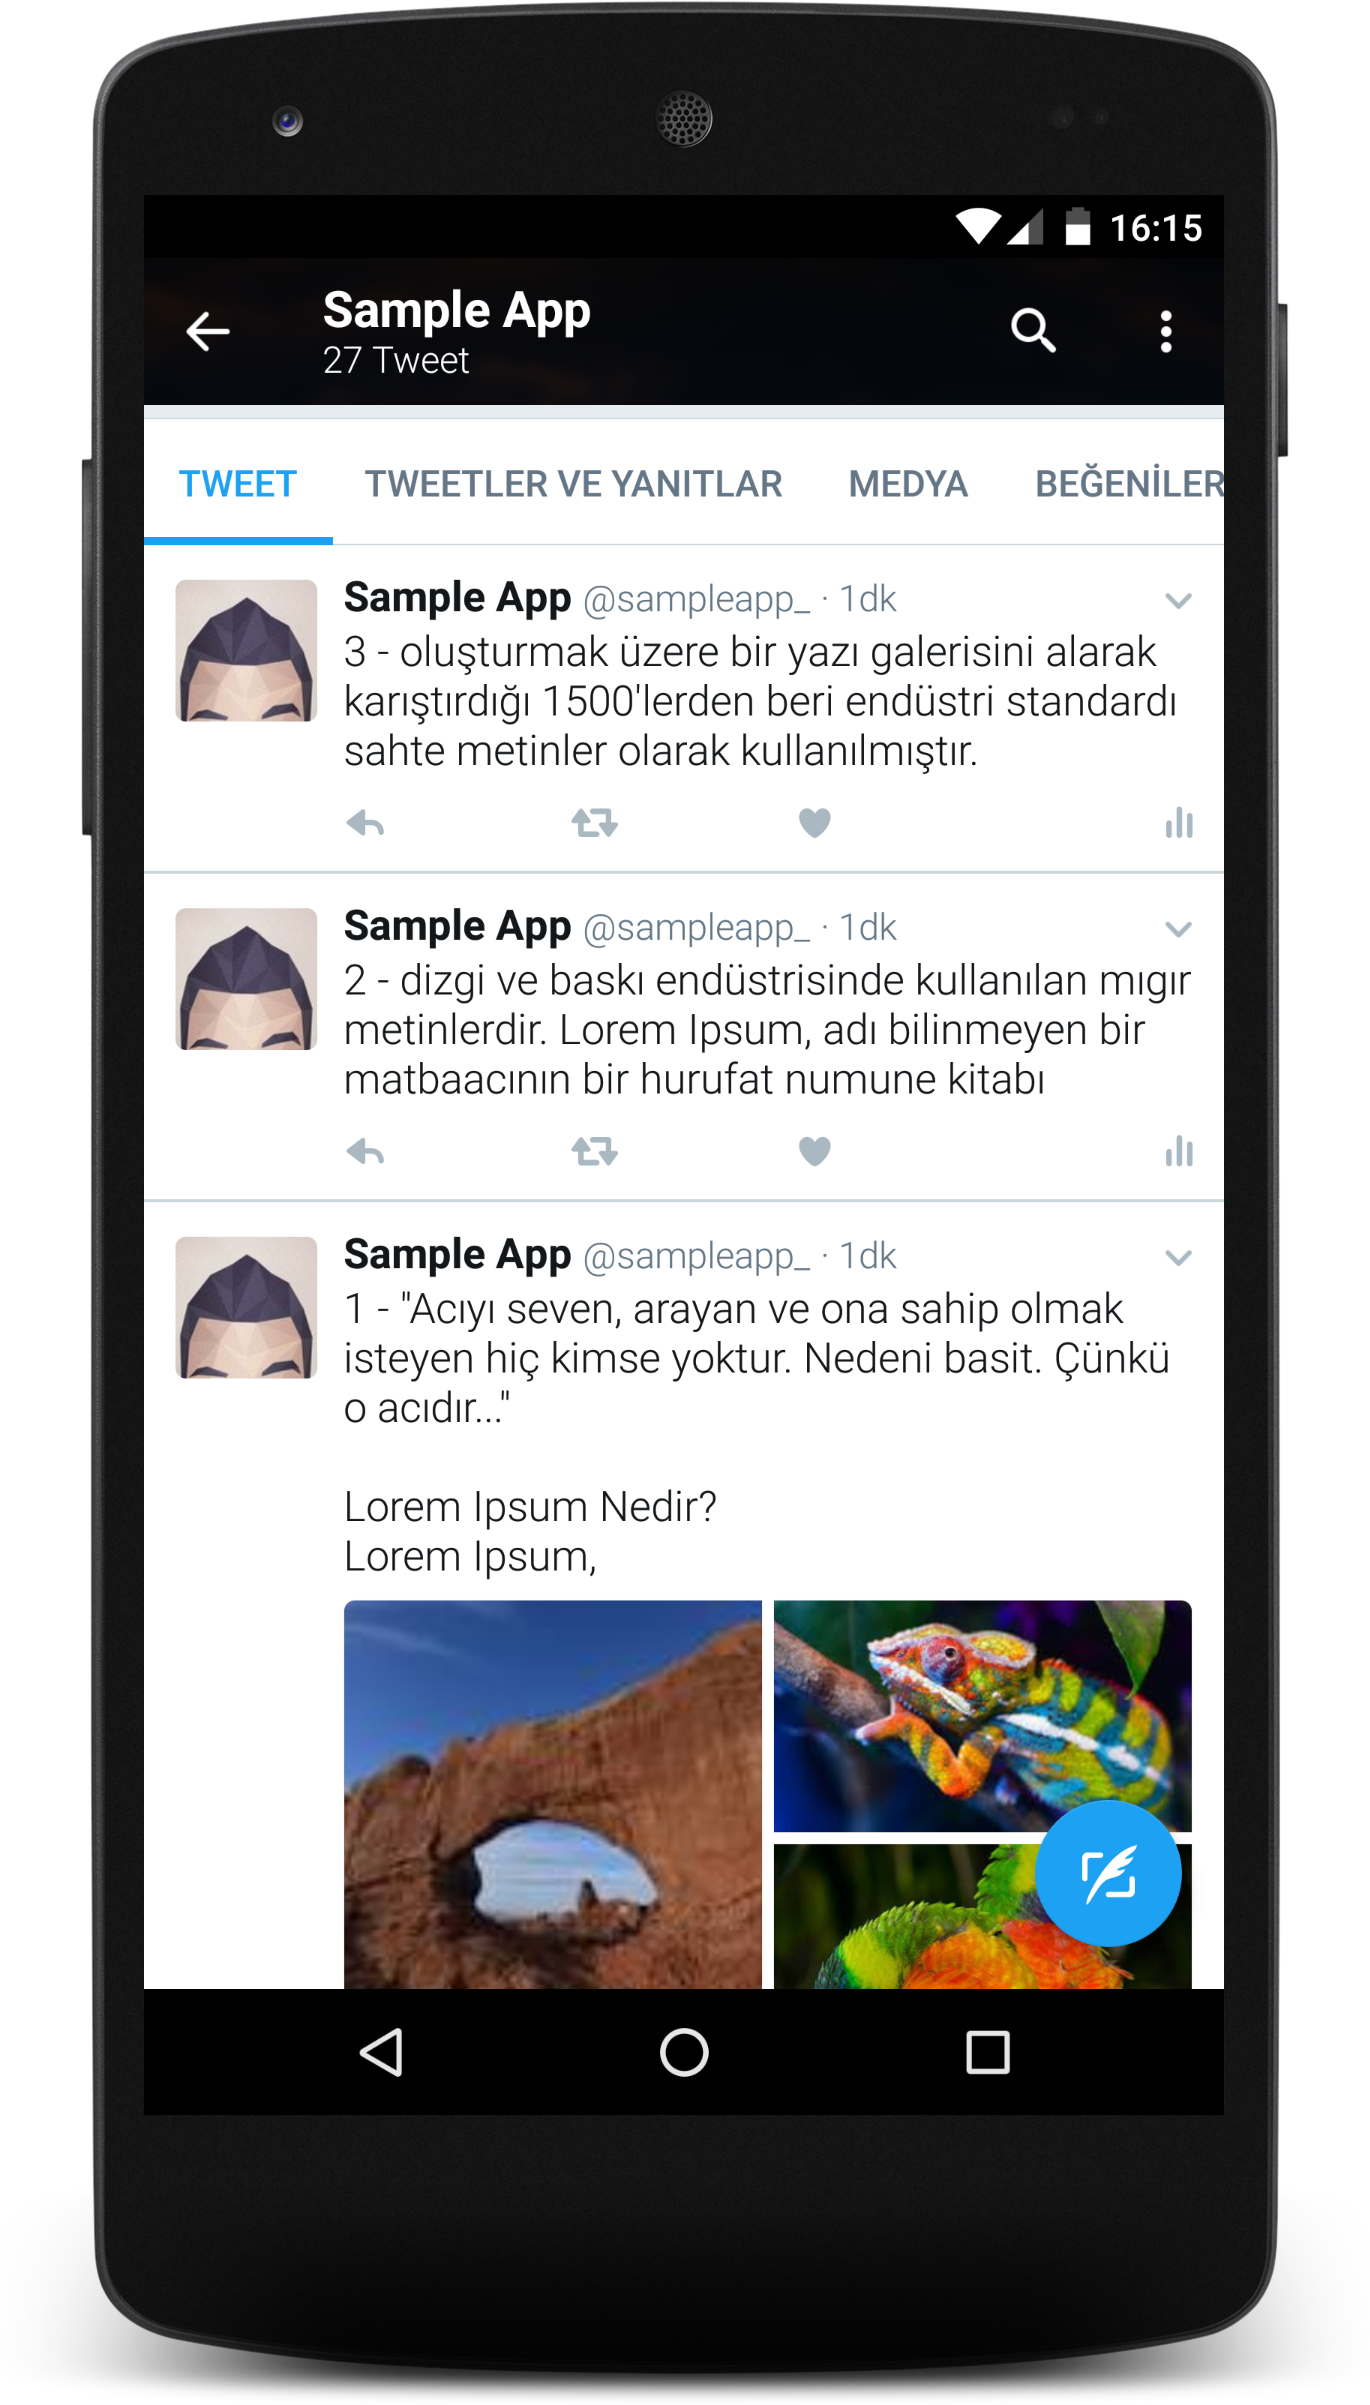 16:15
Sample App
27 Tweet
TWEET TWEETLER VE YANITLAR MEDYA BEĞENİLER
Sample App @sampleapp_ · 1dk
3 - oluşturmak üzere bir yazı galerisini alarak
karıştırdığı 1500'lerden beri endüstri standardı
sahte metinler olarak kullanılmıştır.
Sample App @sampleapp_ · 1dk
2 - dizgi ve baskı endüstrisinde kullanılan mıgır
metinlerdir. Lorem Ipsum, adı bilinmeyen bir
matbaacının bir hurufat numune kitabı
Sample App @sampleapp_ · 1dk
1 - "Acıyı seven, arayan ve ona sahip olmak
isteyen hiç kimse yoktur. Nedeni basit. Çünkü
o acıdır..."
Lorem Ipsum Nedir?
Lorem Ipsum,